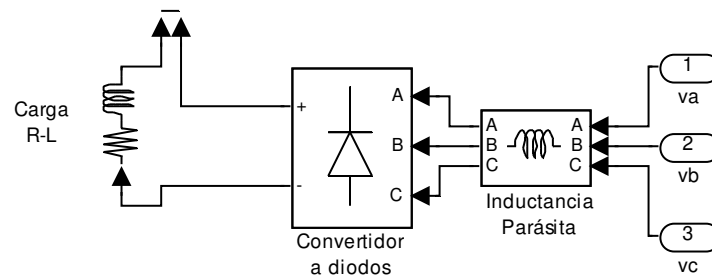 Carga
R-L
+
-
A
B
C
Convertidor
a diodos
A
B
C
A
B
C
Inductancia
Parásita
1
va
2
vb
3
vc